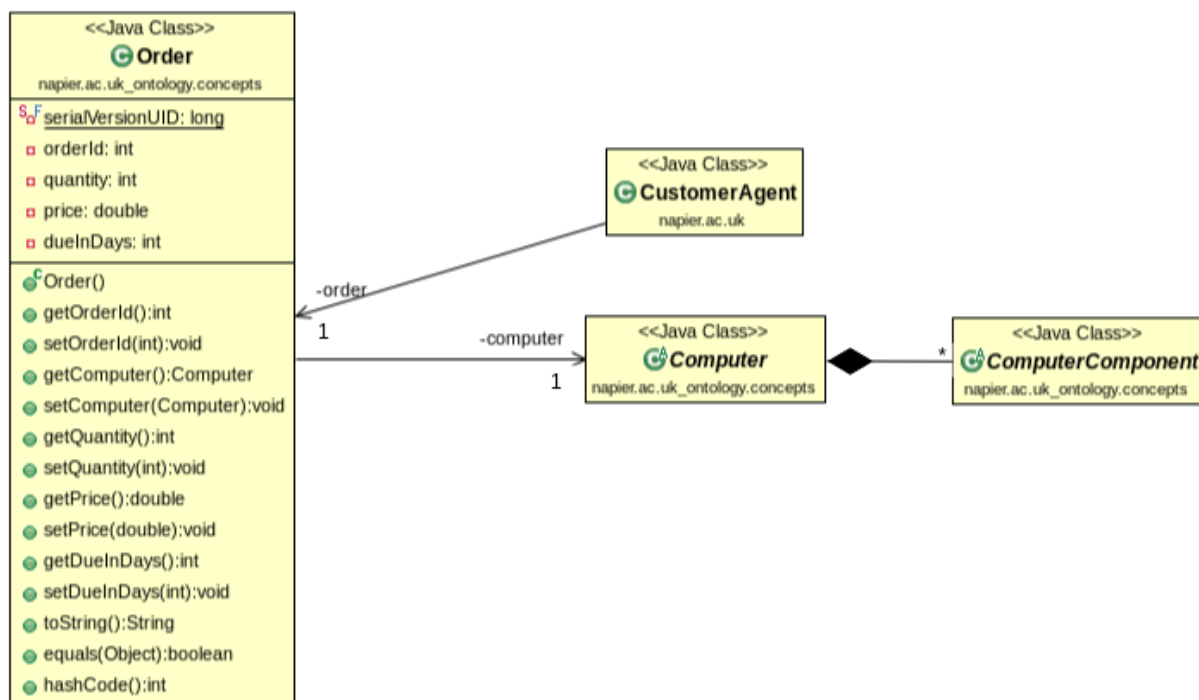 <<Java Class>>
Order
napier.ac.uk_ontology.concepts
serialVersionUID: long
orderId: int
quantity: int
price: double
dueInDays: int
Order()
getOrderId():int
setOrderId(int):void
getComputer():Computer
setComputer(Computer):void
getQuantity():int
setQuantity(int):void
getPrice():double
setPrice(double):void
getDueInDays():int
setDueInDays(int):void
toString():String
equals(Object):boolean
hashCode():int
<<Java Class>>
CustomerAgent
napier.ac.uk
-order
1
-computer
1
<<Java Class>>
Computer
napier.ac.uk_ontology.concepts
*
<<Java Class>>
ComputerComponent
napier.ac.uk_ontology.concepts